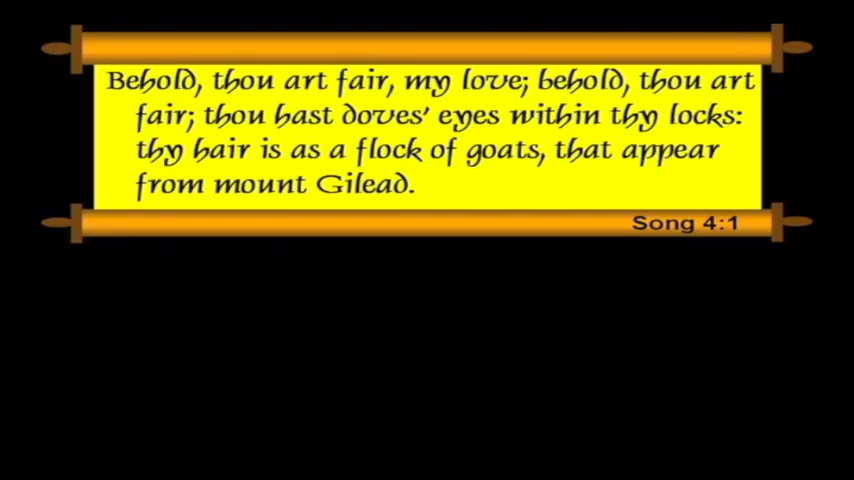 Behold, thou art fair, my love; behold, thou art
fair; thou hast doves' eyes within thy locks:
thy hair is as a flock of goats, that appear
from mount Gilead.
Song 4:1